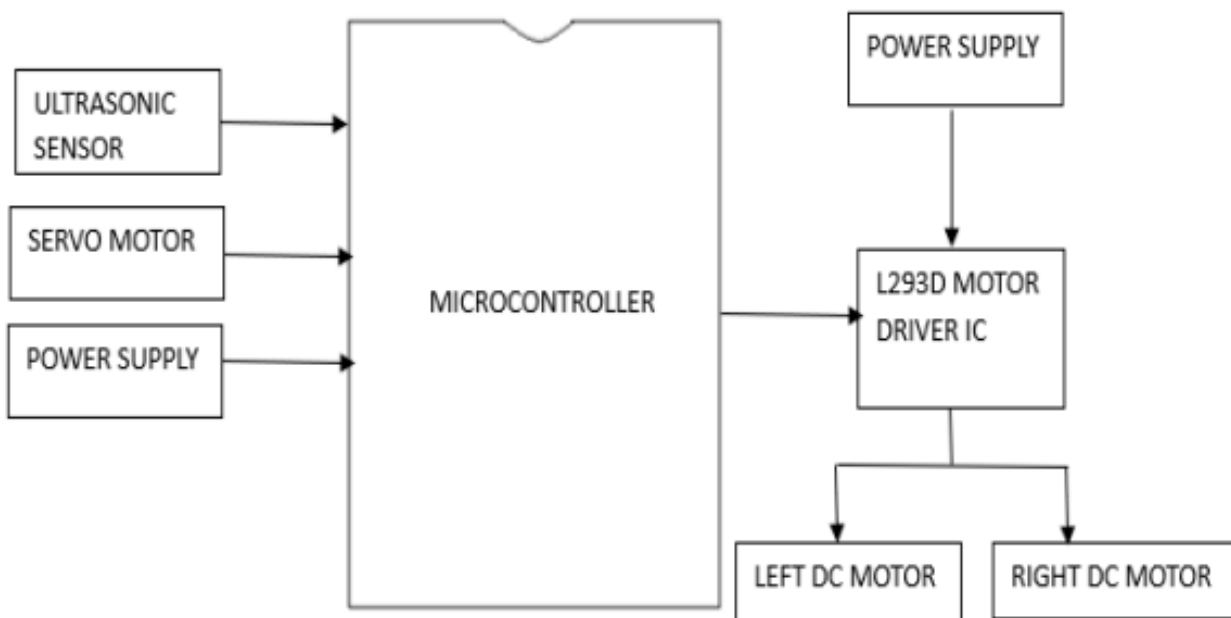 ULTRASONIC
SENSOR
SERVO MOTOR
POWER SUPPLY
MICROCONTROLLER
POWER SUPPLY
L293D MOTOR
DRIVER IC
LEFT DC MOTOR
RIGHT DC MOTOR